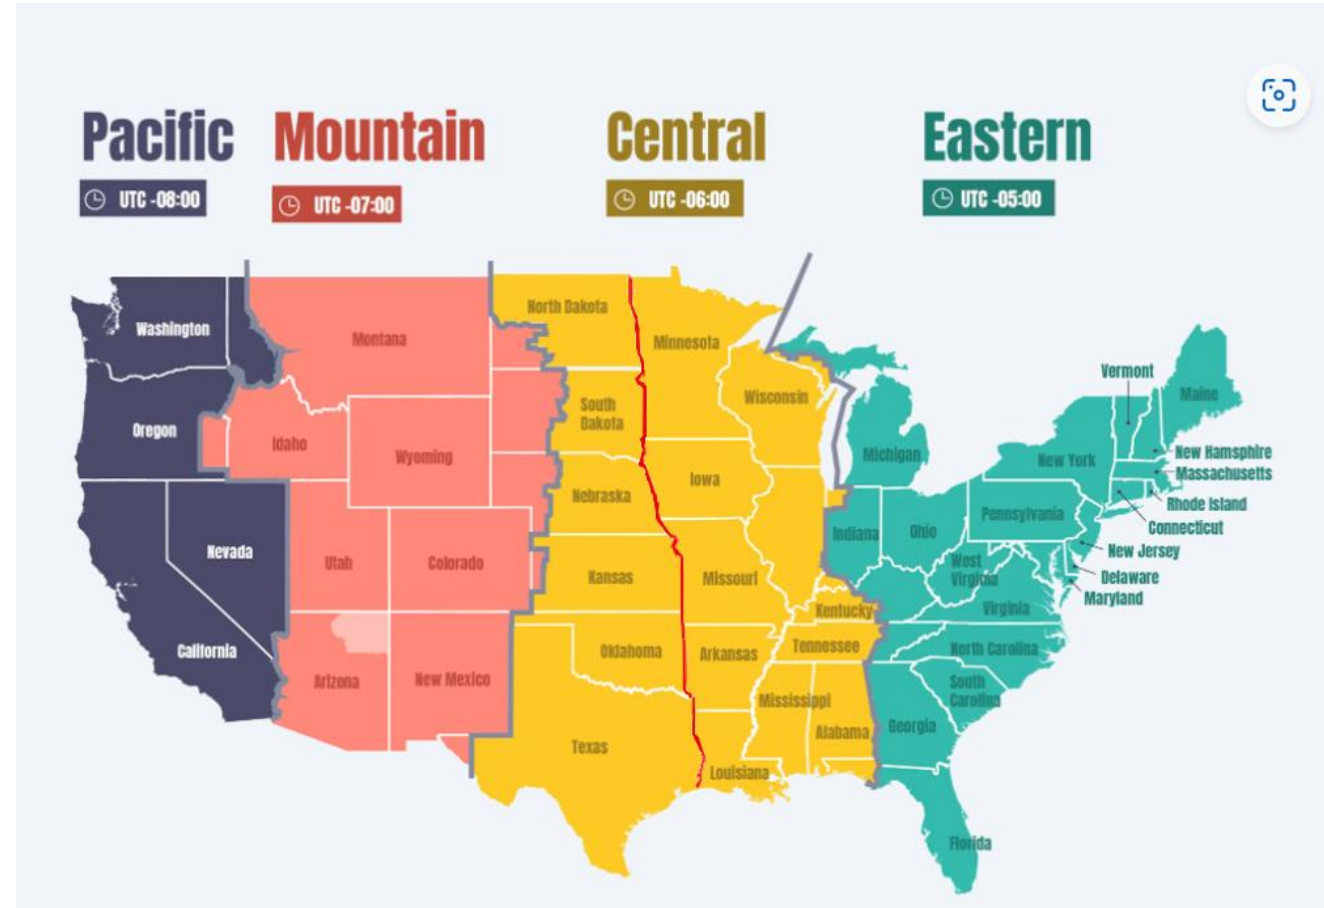 Pacific
Mountain
Central
Eastern
UTC -08:00
UTC -07:00
UTC -06:00
UTC -05:00
Washington
Montana
North Dakota
Minnesota
Vermont
Maine
Oregon
Idaho
Wyoming
South
Dakota
Wisconsin
Michigan
New York
New Hamsphire
Massachusetts
Rhode Island
Connecticut
Nebraska
Iowa
Indiana
Ohio
Pennsylvania
New Jersey
Nevada
Utah
Colorado
Kansas
Missouri
West
Virginia
Delaware
Maryland
Kentucky
Virginia
California
Arizona
New Mexico
Oklahoma
Arkansas
Tennessee
North Carolina
South
Carolina
Mississippi
Alabama
Georgia
Texas
Louisiana
Florida